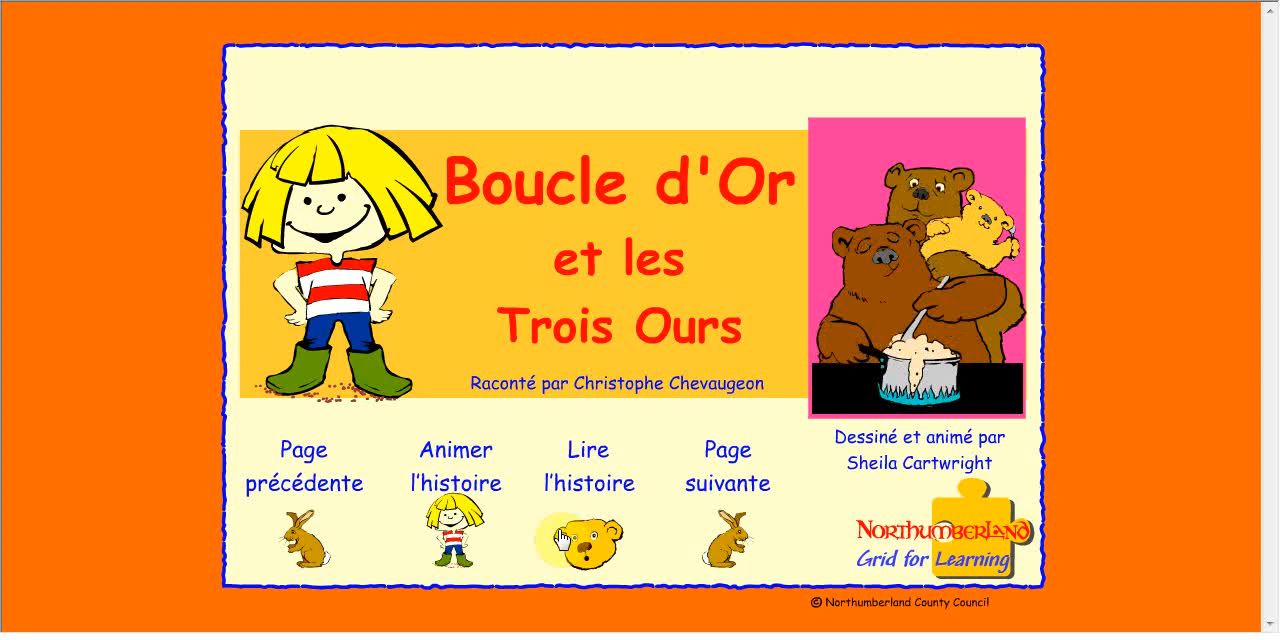 Boucle d'Or
et les
Trois Ours
Raconté par Christophe Chevaugeon
Dessiné et animé par
Sheila Cartwright
Page
précédente
Animer
l'histoire
Lire
l'histoire
Page
suivante
Northumberland
Grid for Learning
© Northumberland County Council